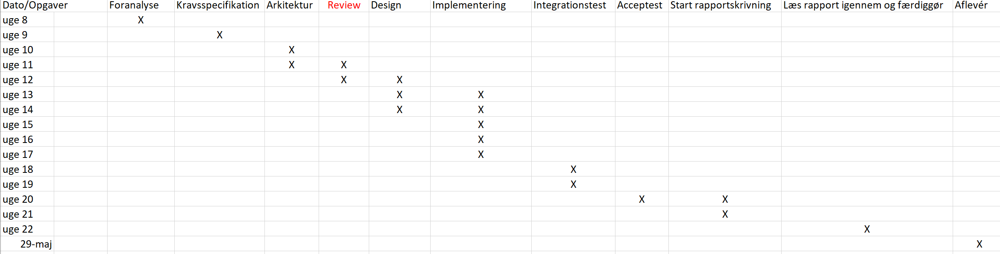 Dato/Opgaver Foranalyse Kravsspecifikation Arkitektur Review Design Implementering Integrationstest Acceptest Start rapportskrivning Læs rapport igennem og færdiggør Aflevér
uge 8 X
uge 9 X
uge 10 X
uge 11 X X
uge 12 X X
uge 13 X X
uge 14 X X
uge 15 X
uge 16 X
uge 17 X
uge 18 X
uge 19 X
uge 20 X X
uge 21 X
uge 22 X
29-maj X